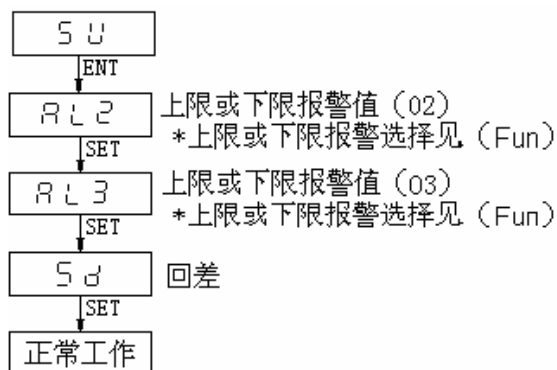 SU
ENT
AL2 上限或下限报警值（02）
*上限或下限报警选择见（Fun）
SET
AL3 上限或下限报警值（03）
*上限或下限报警选择见（Fun）
SET
Sd 回差
SET
正常工作